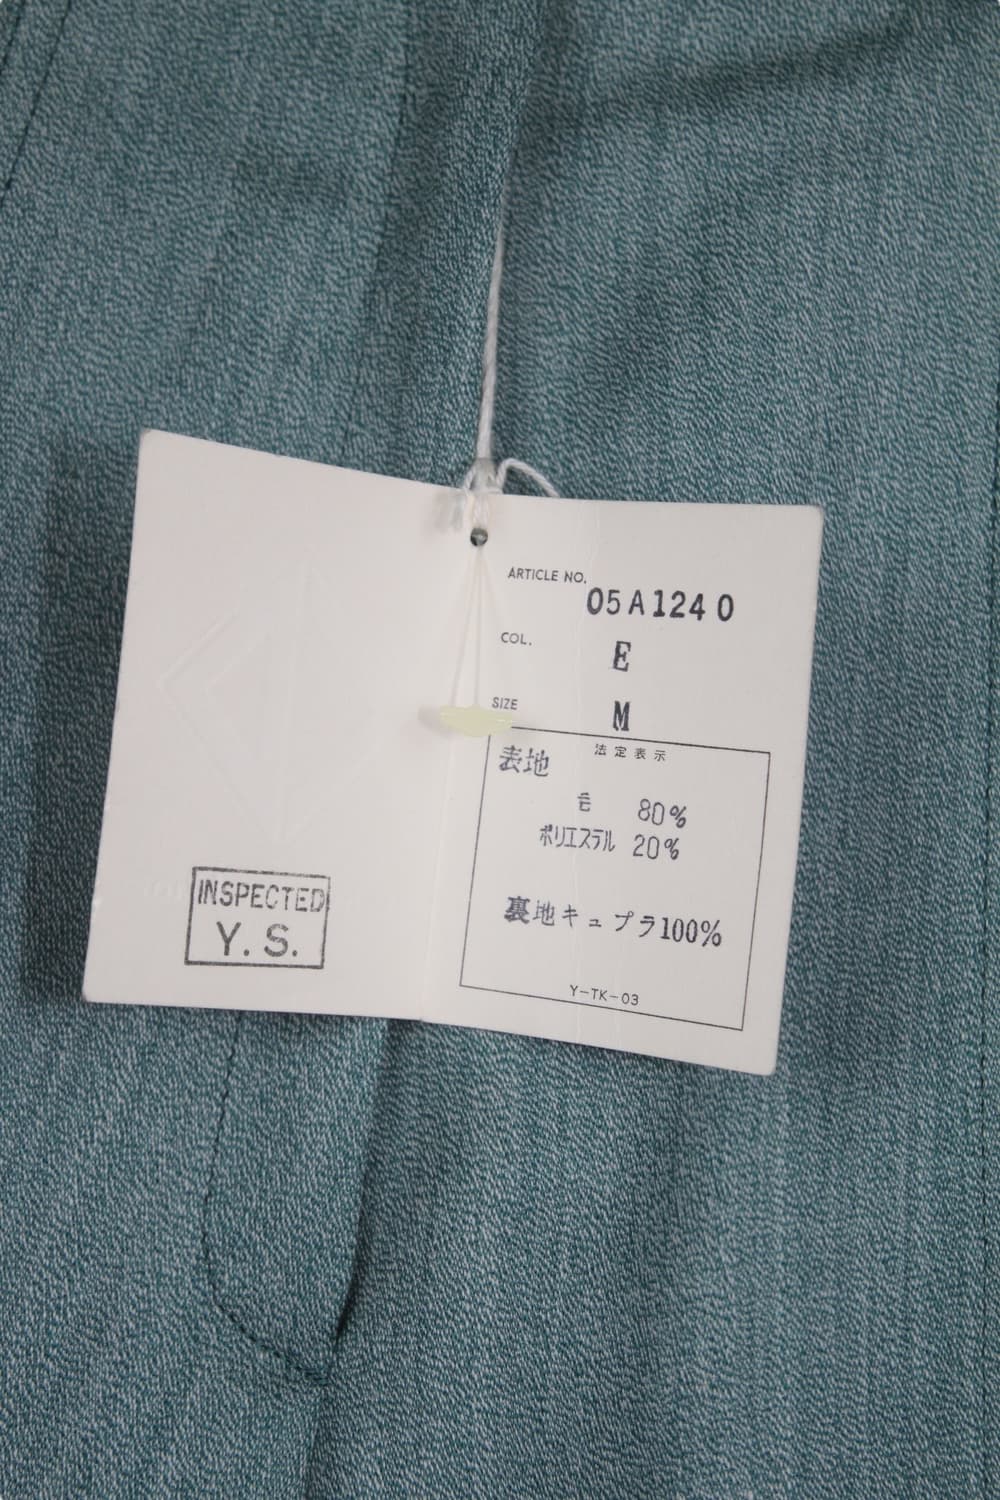 INSPECTED
Y. S.
ARTICLE NO. 05A1240
COL. E
SIZE M
法定表示
表地
毛 80%
ポリエステル 20%
裏地キュプラ100%
Y-TK-03